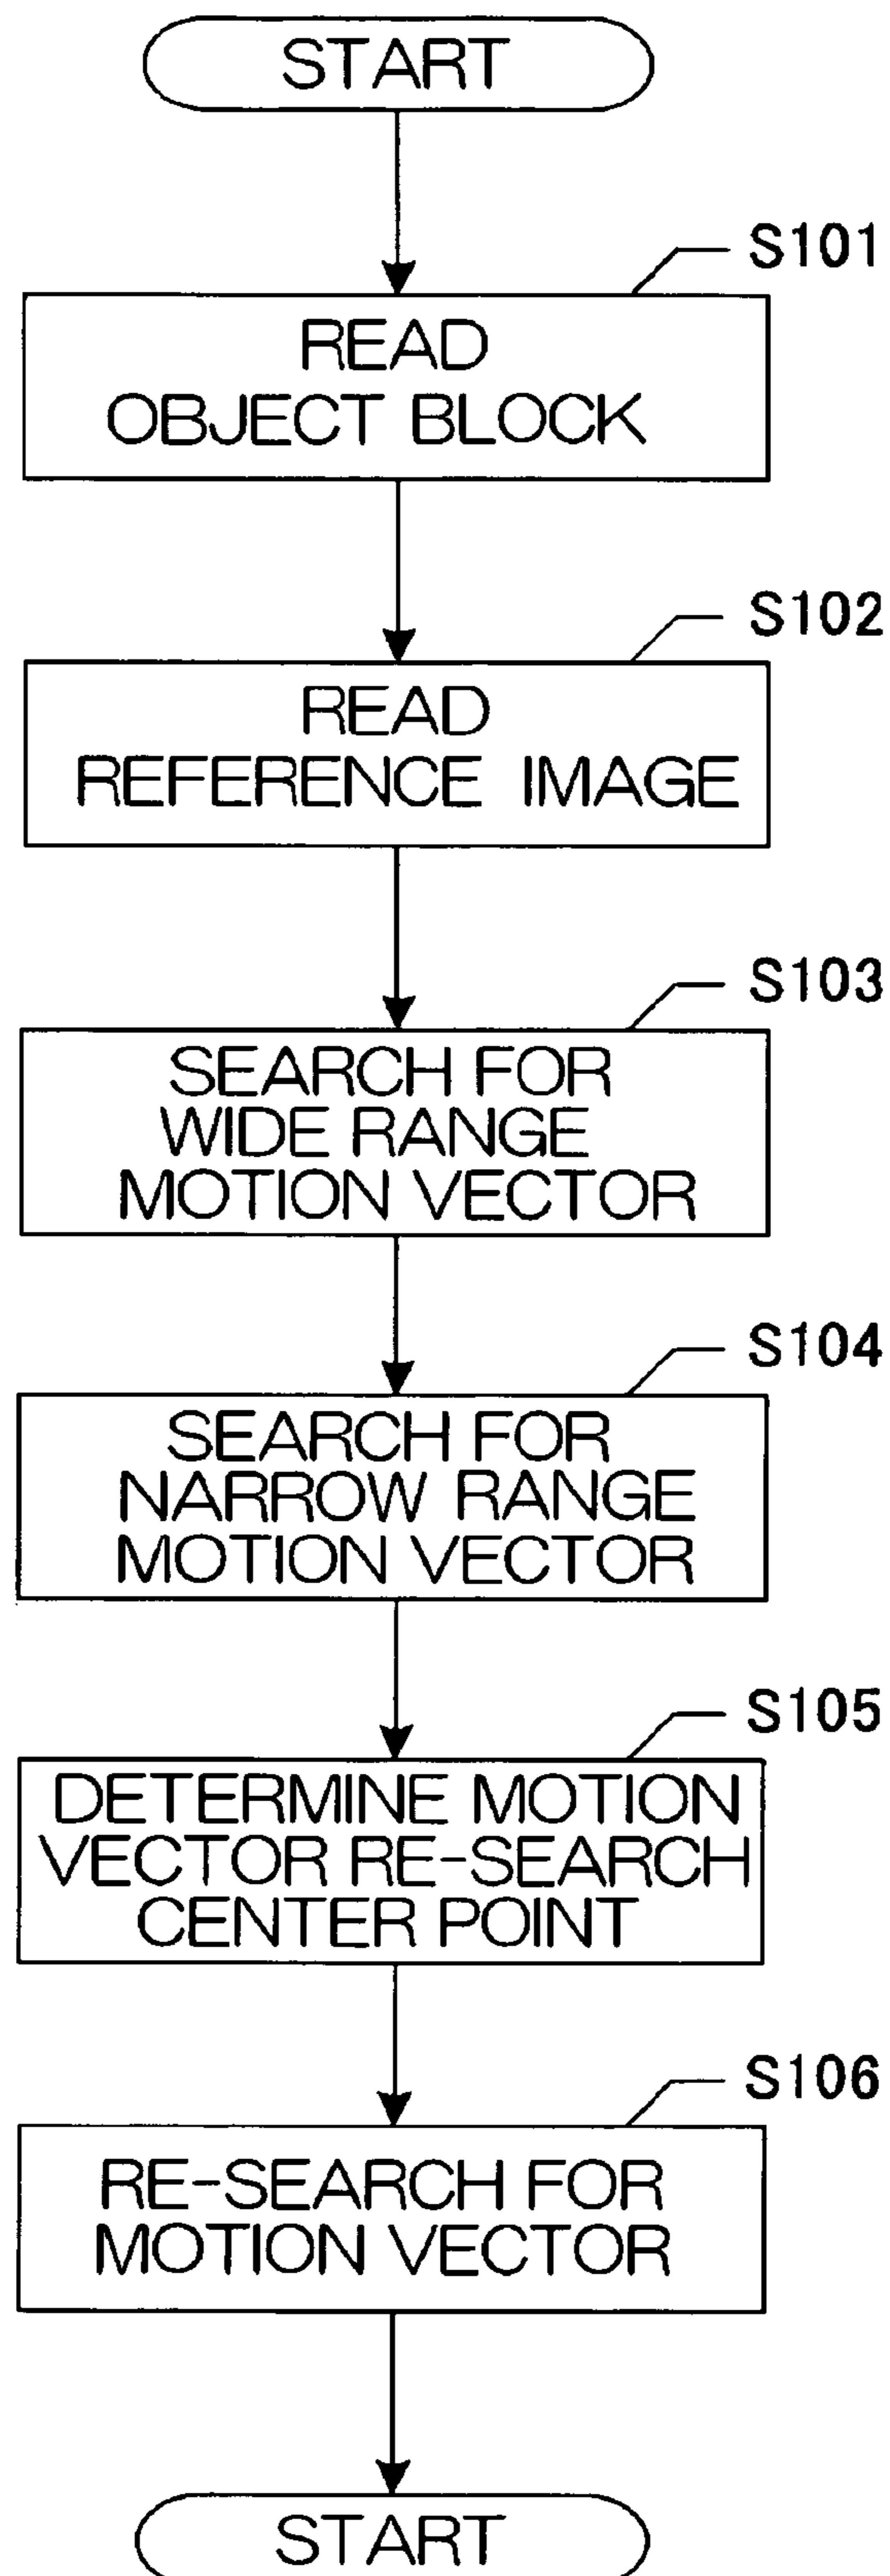 START
S101
READ
OBJECT BLOCK
S102
READ
REFERENCE IMAGE
S103
SEARCH FOR
WIDE RANGE
MOTION VECTOR
S104
SEARCH FOR
NARROW RANGE
MOTION VECTOR
S105
DETERMINE MOTION
VECTOR RE-SEARCH
CENTER POINT
S106
RE-SEARCH FOR
MOTION VECTOR
START